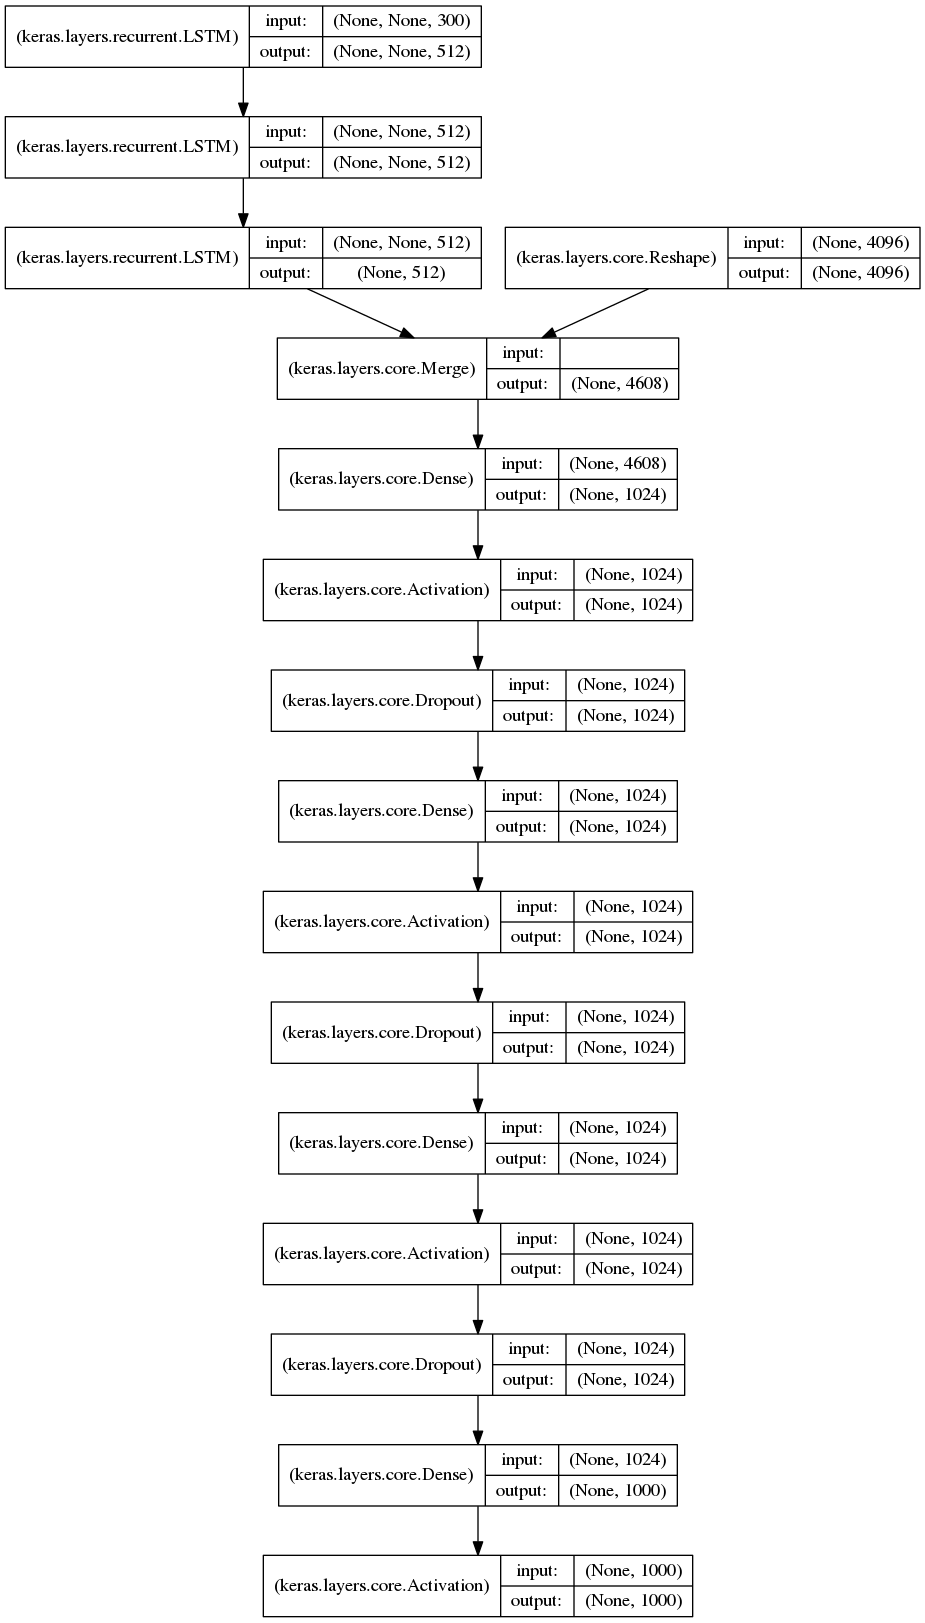 (keras.layers.recurrent.LSTM) input: (None, None, 300)
output: (None, None, 512)
(keras.layers.recurrent.LSTM) input: (None, None, 512)
output: (None, None, 512)
(keras.layers.recurrent.LSTM) input: (None, None, 512)
output: (None, 512)
(keras.layers.core.Reshape) input: (None, 4096)
output: (None, 4096)
(keras.layers.core.Merge) input:
output: (None, 4608)
(keras.layers.core.Dense) input: (None, 4608)
output: (None, 1024)
(keras.layers.core.Activation) input: (None, 1024)
output: (None, 1024)
(keras.layers.core.Dropout) input: (None, 1024)
output: (None, 1024)
(keras.layers.core.Dense) input: (None, 1024)
output: (None, 1024)
(keras.layers.core.Activation) input: (None, 1024)
output: (None, 1024)
(keras.layers.core.Dropout) input: (None, 1024)
output: (None, 1024)
(keras.layers.core.Dense) input: (None, 1024)
output: (None, 1024)
(keras.layers.core.Activation) input: (None, 1024)
output: (None, 1024)
(keras.layers.core.Dropout) input: (None, 1024)
output: (None, 1024)
(keras.layers.core.Dense) input: (None, 1024)
output: (None, 1000)
(keras.layers.core.Activation) input: (None, 1000)
output: (None, 1000)